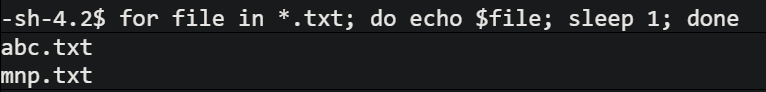 -sh-4.2$ for file in *.txt; do echo $file; sleep 1; done
abc.txt
mnp.txt